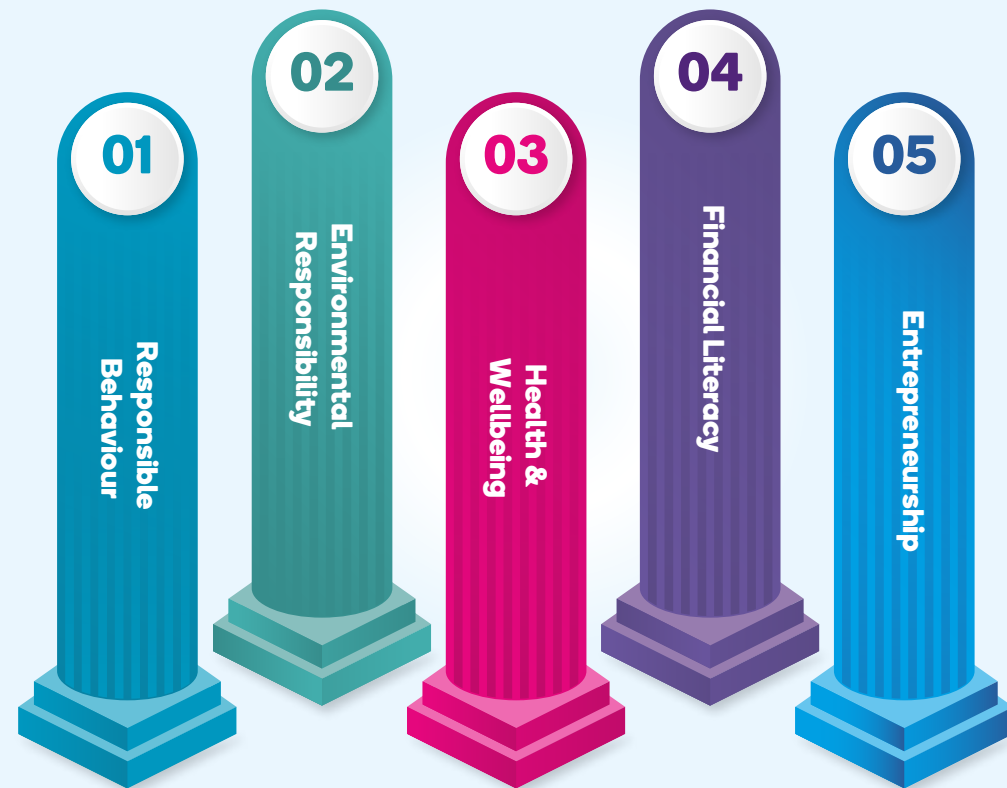 01
Responsible
Behaviour
02
Environmental
Responsibility
03
Health &
Wellbeing
04
Financial Literacy
05
Entrepreneurship